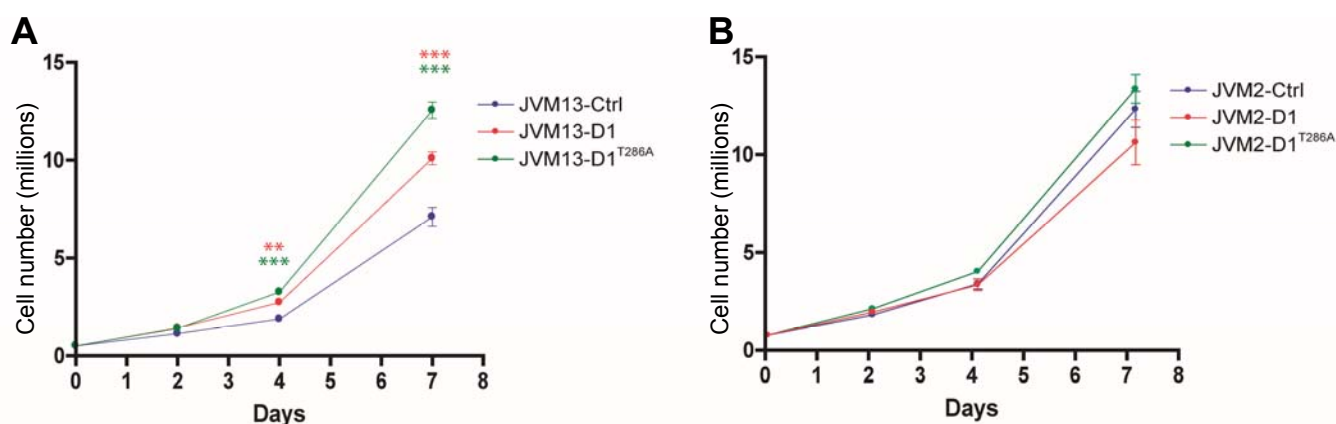 A
Cell number (millions)
15
10
5
0
0 1 2 3 4 5 6 7 8
Days
**
***
***
***
JVM13-Ctrl
JVM13-D1
JVM13-D1T286A
B
Cell number (millions)
15
10
5
0
0 1 2 3 4 5 6 7 8
Days
JVM2-Ctrl
JVM2-D1
JVM2-D1T286A